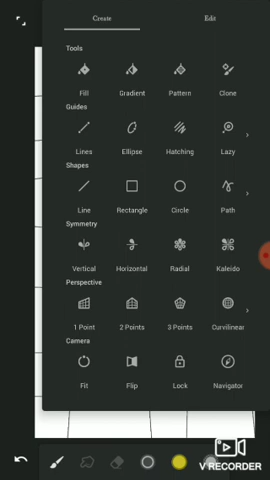 Create Edit
Tools
Fill Gradient Pattern Clone
Guides
Lines Ellipse Hatching Lazy
Shapes
Line Rectangle Circle Path
Symmetry
Vertical Horizontal Radial Kaleido
Perspective
1 Point 2 Points 3 Points Curvilinear
Camera
Fit Flip Lock Navigator
V RECORDER